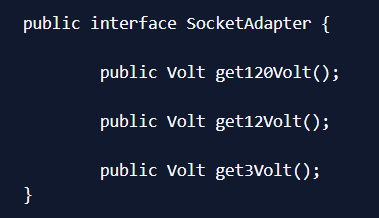 public interface SocketAdapter {
public Volt get120Volt();
public Volt get12Volt();
public Volt get3Volt();
}